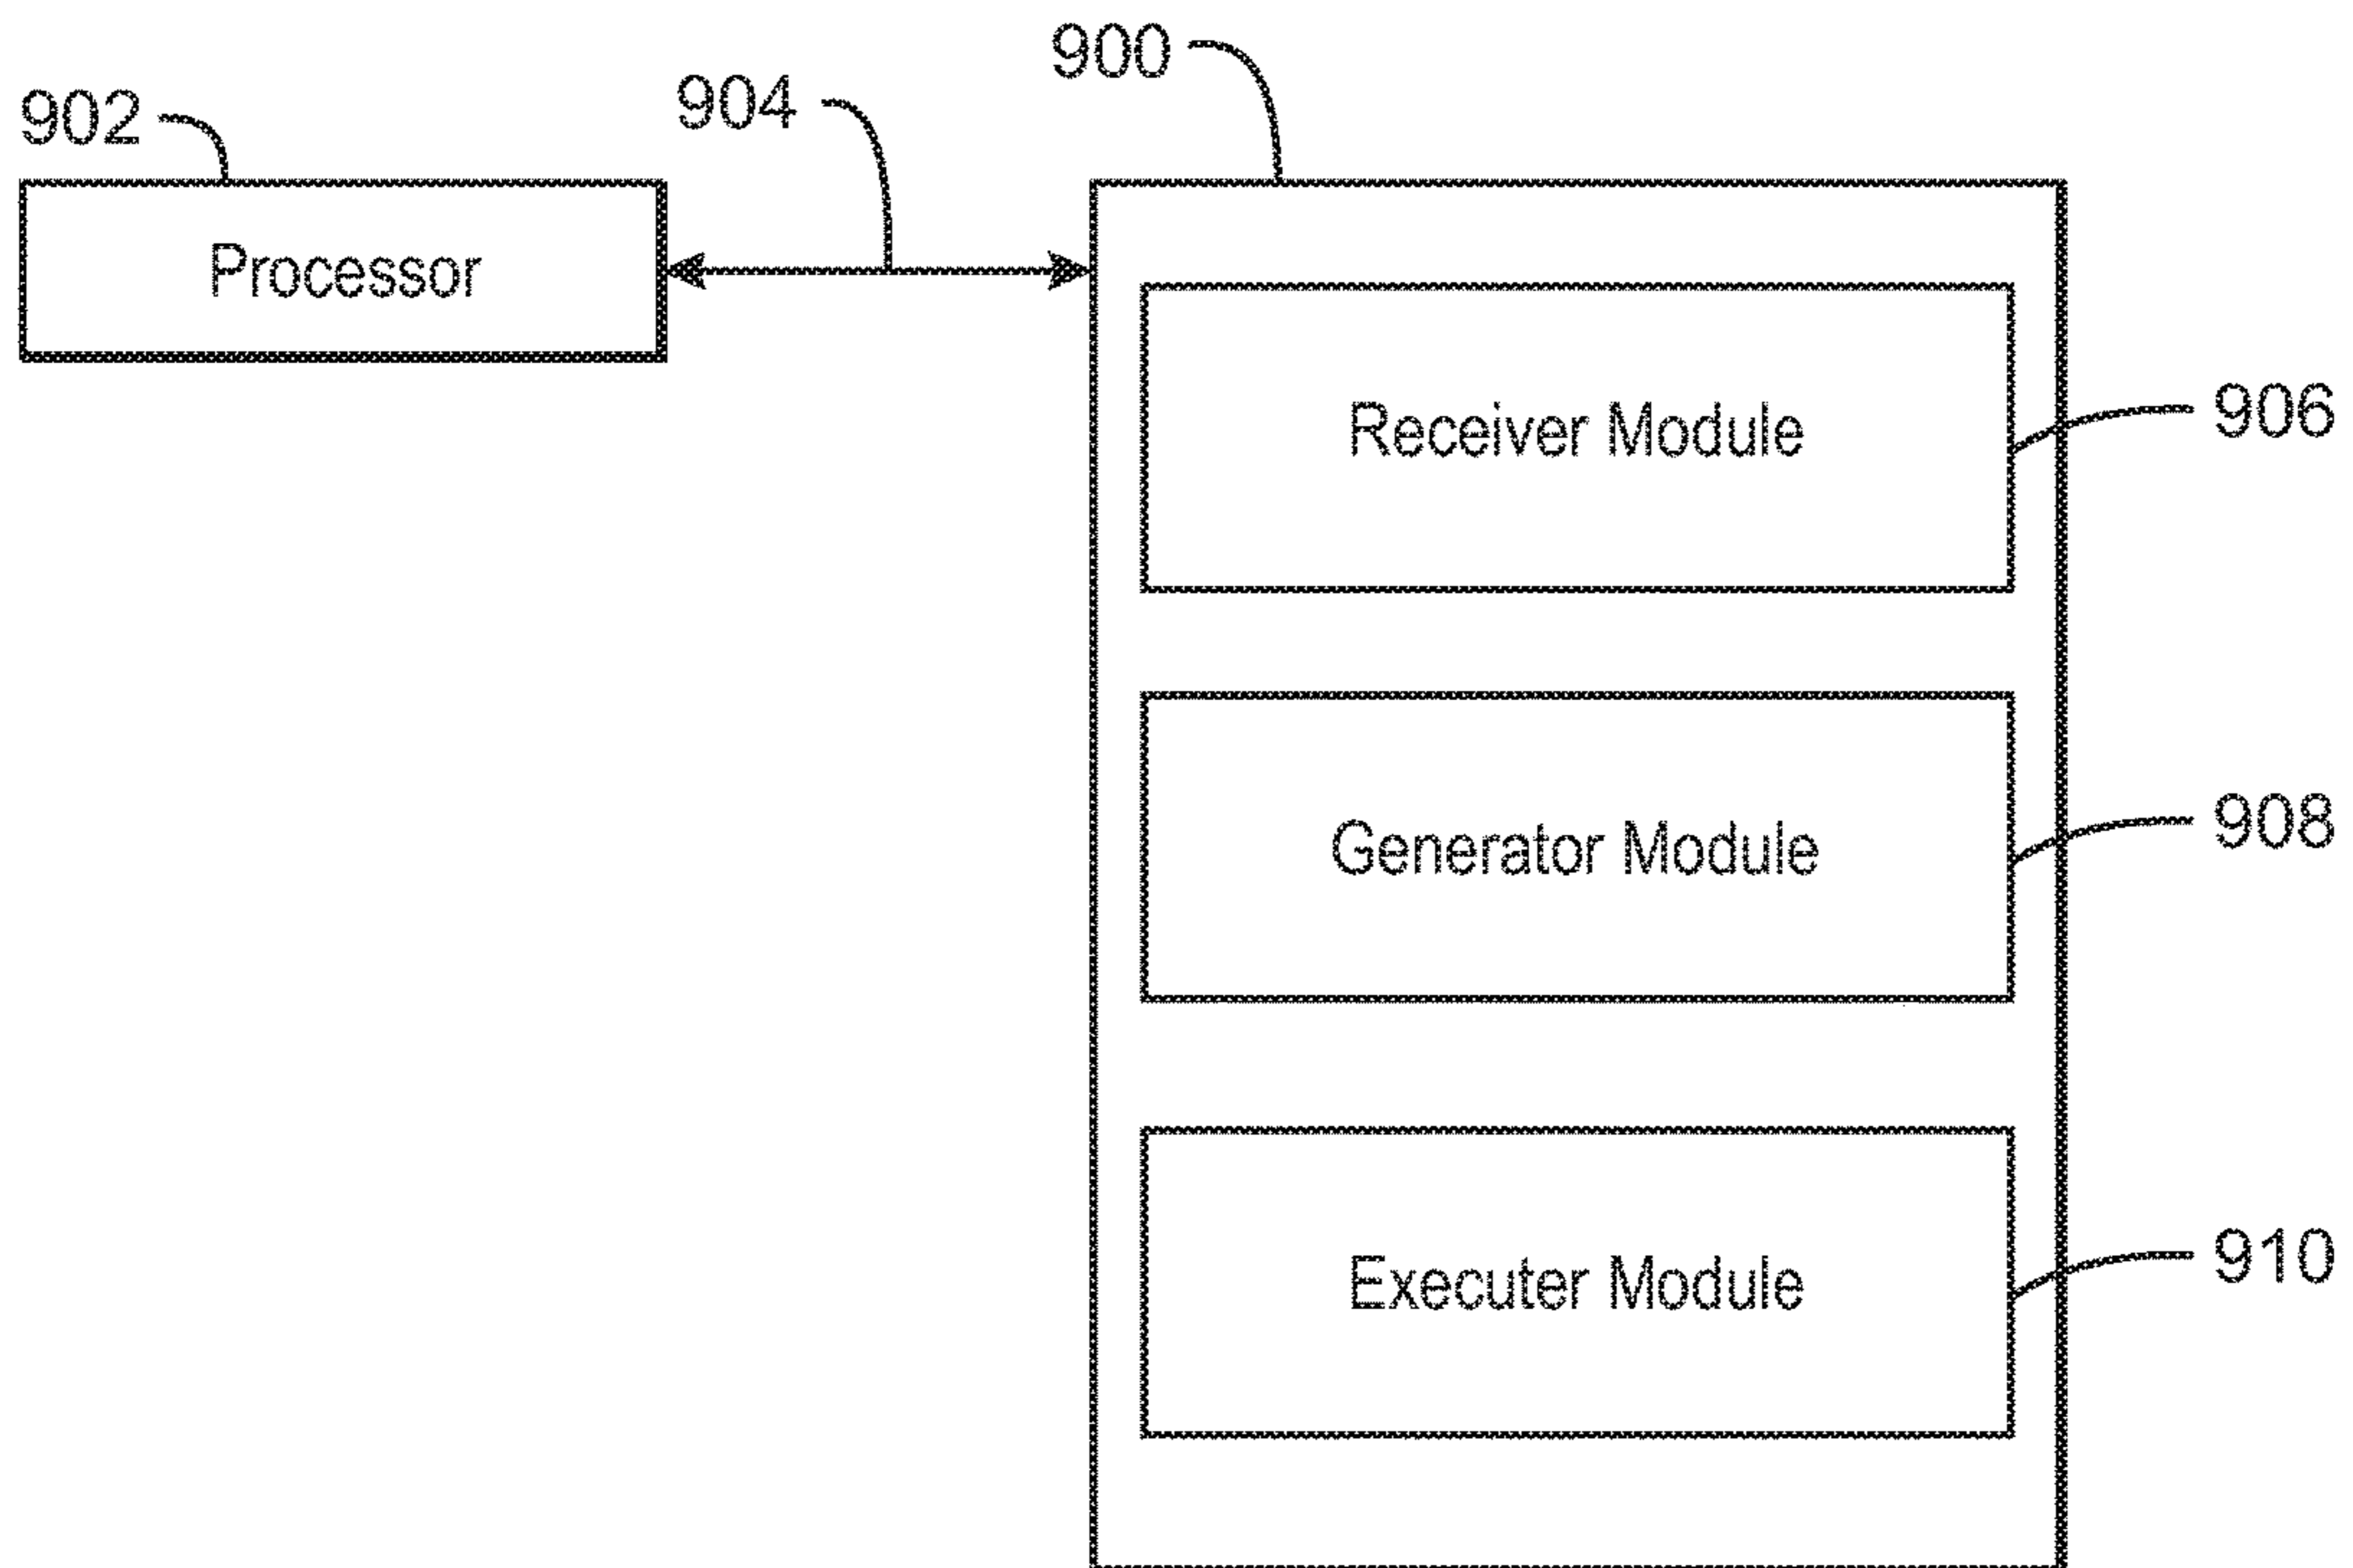 900
904
902
Processor
Receiver Module
906
Generator Module
908
Executer Module
910